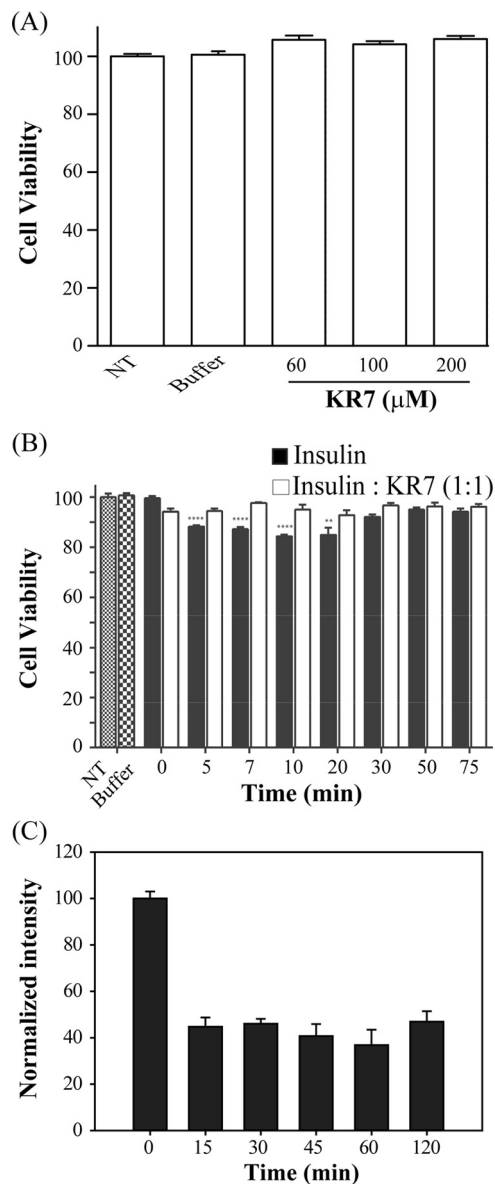 (A)
120
100
80
60
40
20
0
Cell Viability
NT
Buffer
60
100
200
KR7 (μM)
(B)
Insulin
Insulin : KR7 (1:1)
100
80
60
40
20
0
Cell Viability
****
****
****
**
NT
Buffer
0
5
7
10
20
30
50
75
Time (min)
(C)
120
100
80
60
40
20
0
Normalized intensity
0
15
30
45
60
120
Time (min)